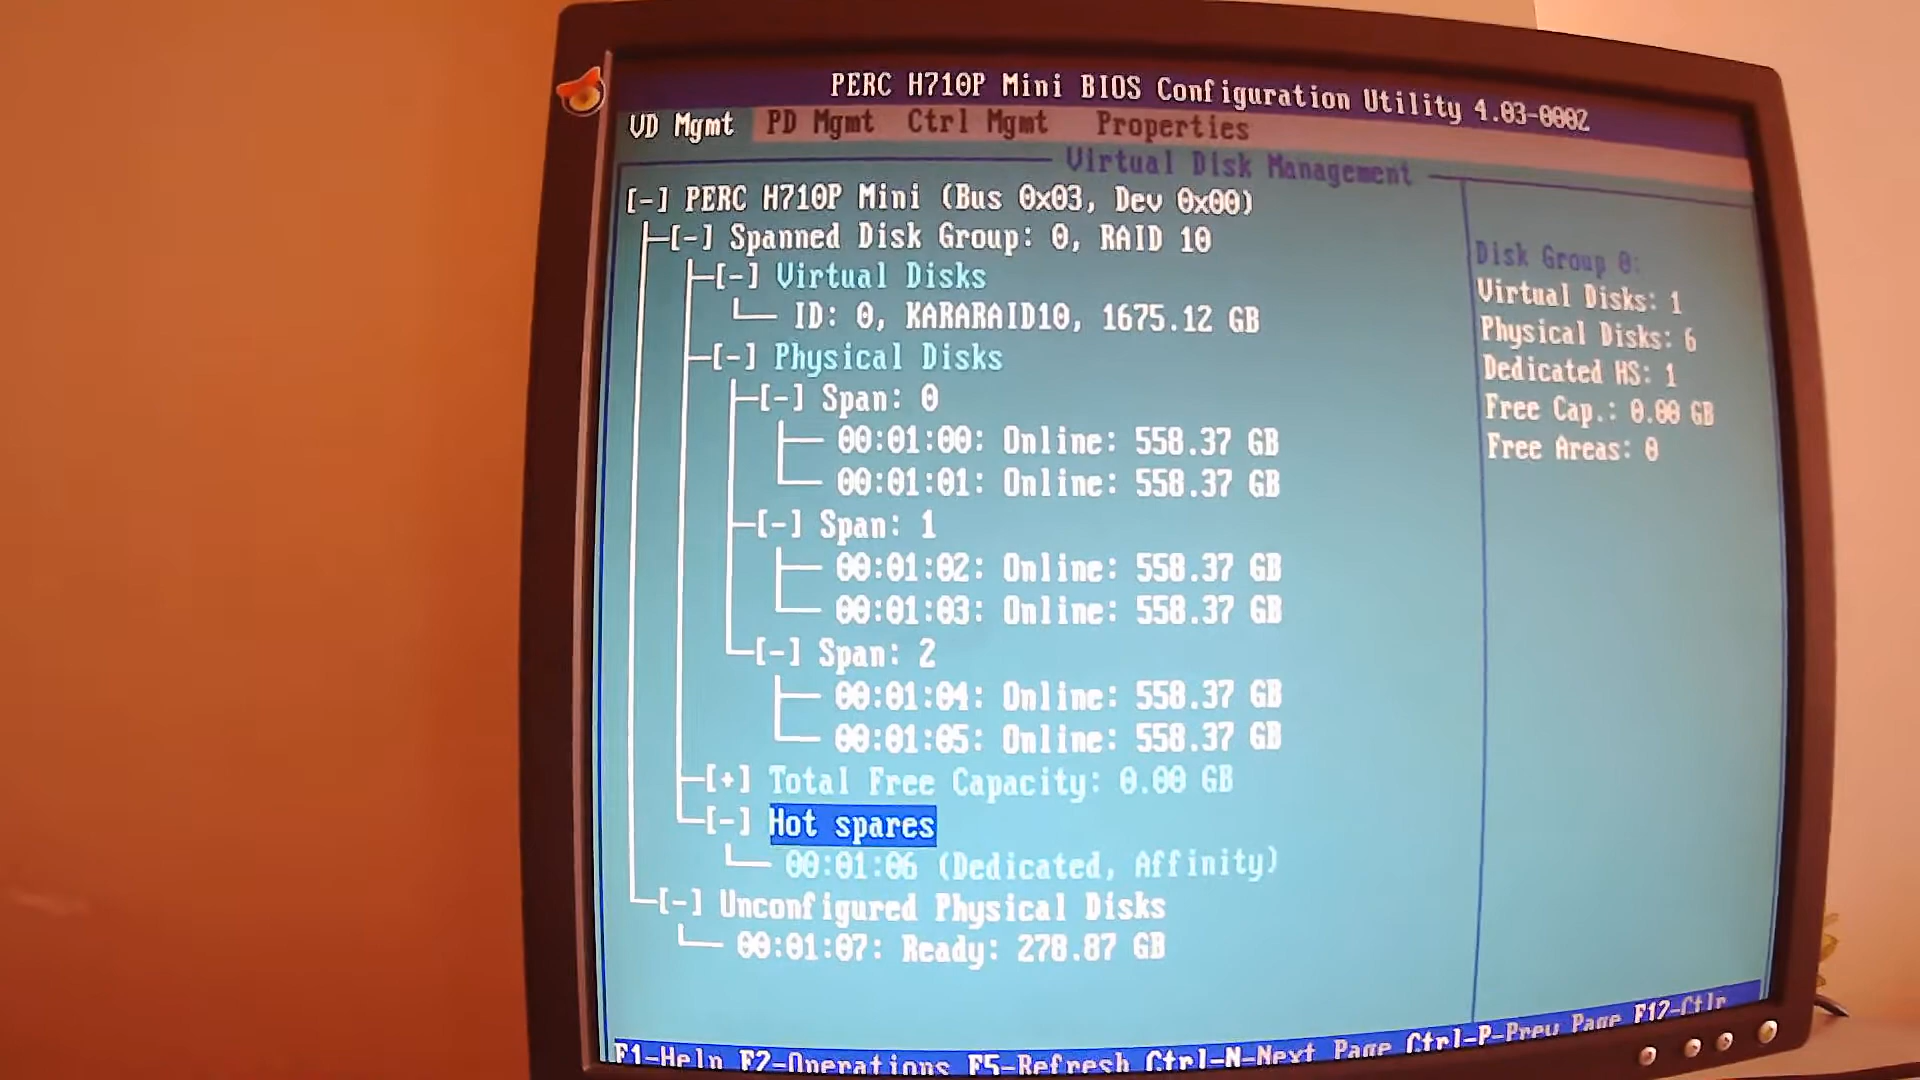 PERC H710P Mini BIOS Configuration Utility 4.03-0002
VD Mgmt PD Mgmt Ctrl Mgmt Properties
Virtual Disk Management
[-] PERC H710P Mini (Bus 0x03, Dev 0x00)
[-] Spanned Disk Group: 0, RAID 10
[-] Virtual Disks
ID: 0, KARARAID10, 1675.12 GB
[-] Physical Disks
[-] Span: 0
00:01:00: Online: 558.37 GB
00:01:01: Online: 558.37 GB
[-] Span: 1
00:01:02: Online: 558.37 GB
00:01:03: Online: 558.37 GB
[-] Span: 2
00:01:04: Online: 558.37 GB
00:01:05: Online: 558.37 GB
[+] Total Free Capacity: 0.00 GB
[-] Hot spares
00:01:06 (Dedicated, Affinity)
[-] Unconfigured Physical Disks
00:01:07: Ready: 278.87 GB
Disk Group 0:
Virtual Disks: 1
Physical Disks: 6
Dedicated HS: 1
Free Cap.: 0.00 GB
Free Areas: 0
F1-Help F2-Operations F5-Refresh Ctrl-N-Next Page Ctrl-P-Prev Page F12-Ctlr